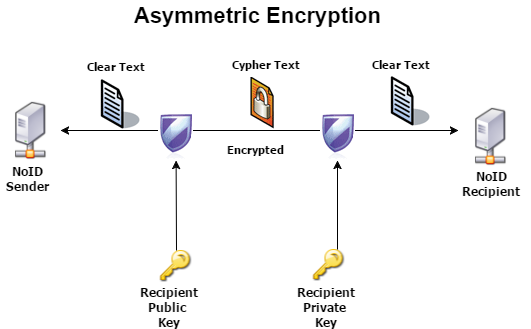 Asymmetric Encryption
Clear Text
Cypher Text
Clear Text
Encrypted
NoID
Sender
NoID
Recipient
Recipient
Public
Key
Recipient
Private
Key